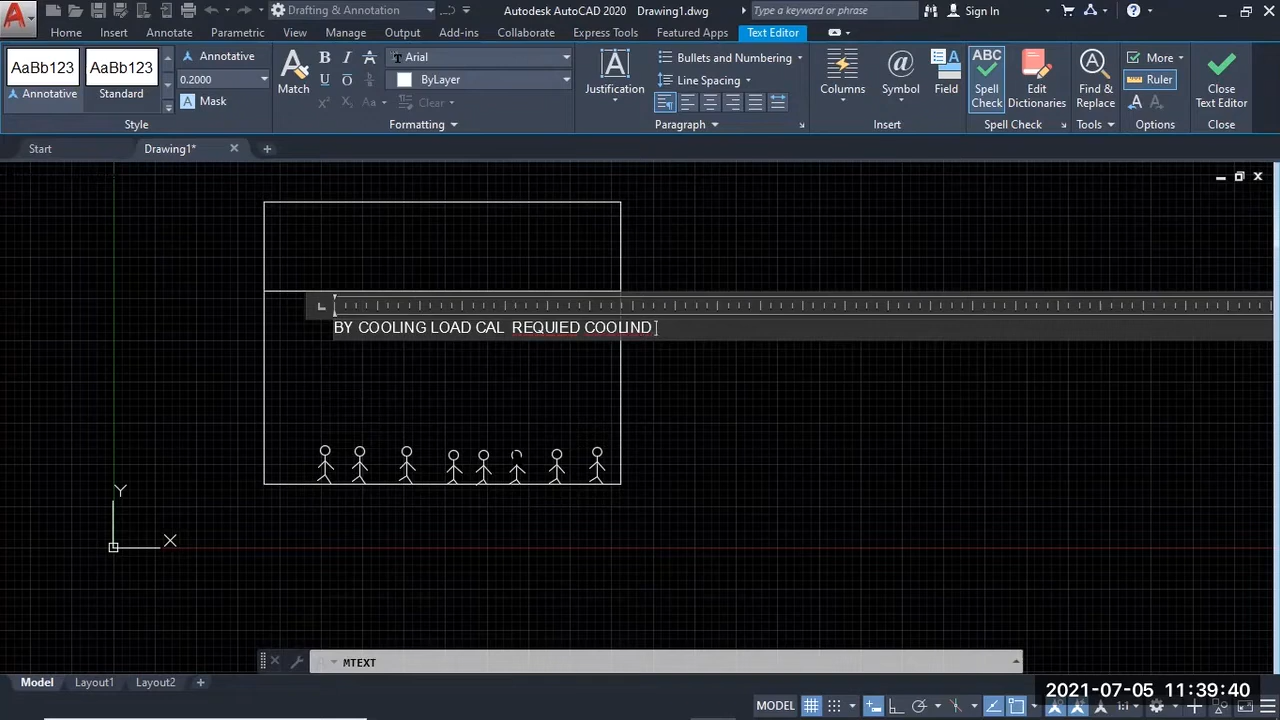 Drafting & Annotation
Autodesk AutoCAD 2020 Drawing1.dwg
Type a keyword or phrase
Sign In
Home Insert Annotate Parametric View Manage Output Add-ins Collaborate Express Tools Featured Apps Text Editor
AaBb123 AaBb123 Annotative
Annotative Standard 0.2000
Mask
Style
Match
Arial
ByLayer
Clear
Formatting
Justification
Bullets and Numbering
Line Spacing
Paragraph
Columns Symbol Field
Insert
ABC
Spell Check
Edit Dictionaries
Spell Check
Find & Replace
Tools
More
Ruler
Options
Close Text Editor
Close
Start Drawing1*
BY COOLING LOAD CAL REQUIED COOLIND
Y
X
MTEXT
Model Layout1 Layout2
2021-07-05 11:39:40
MODEL 1:1